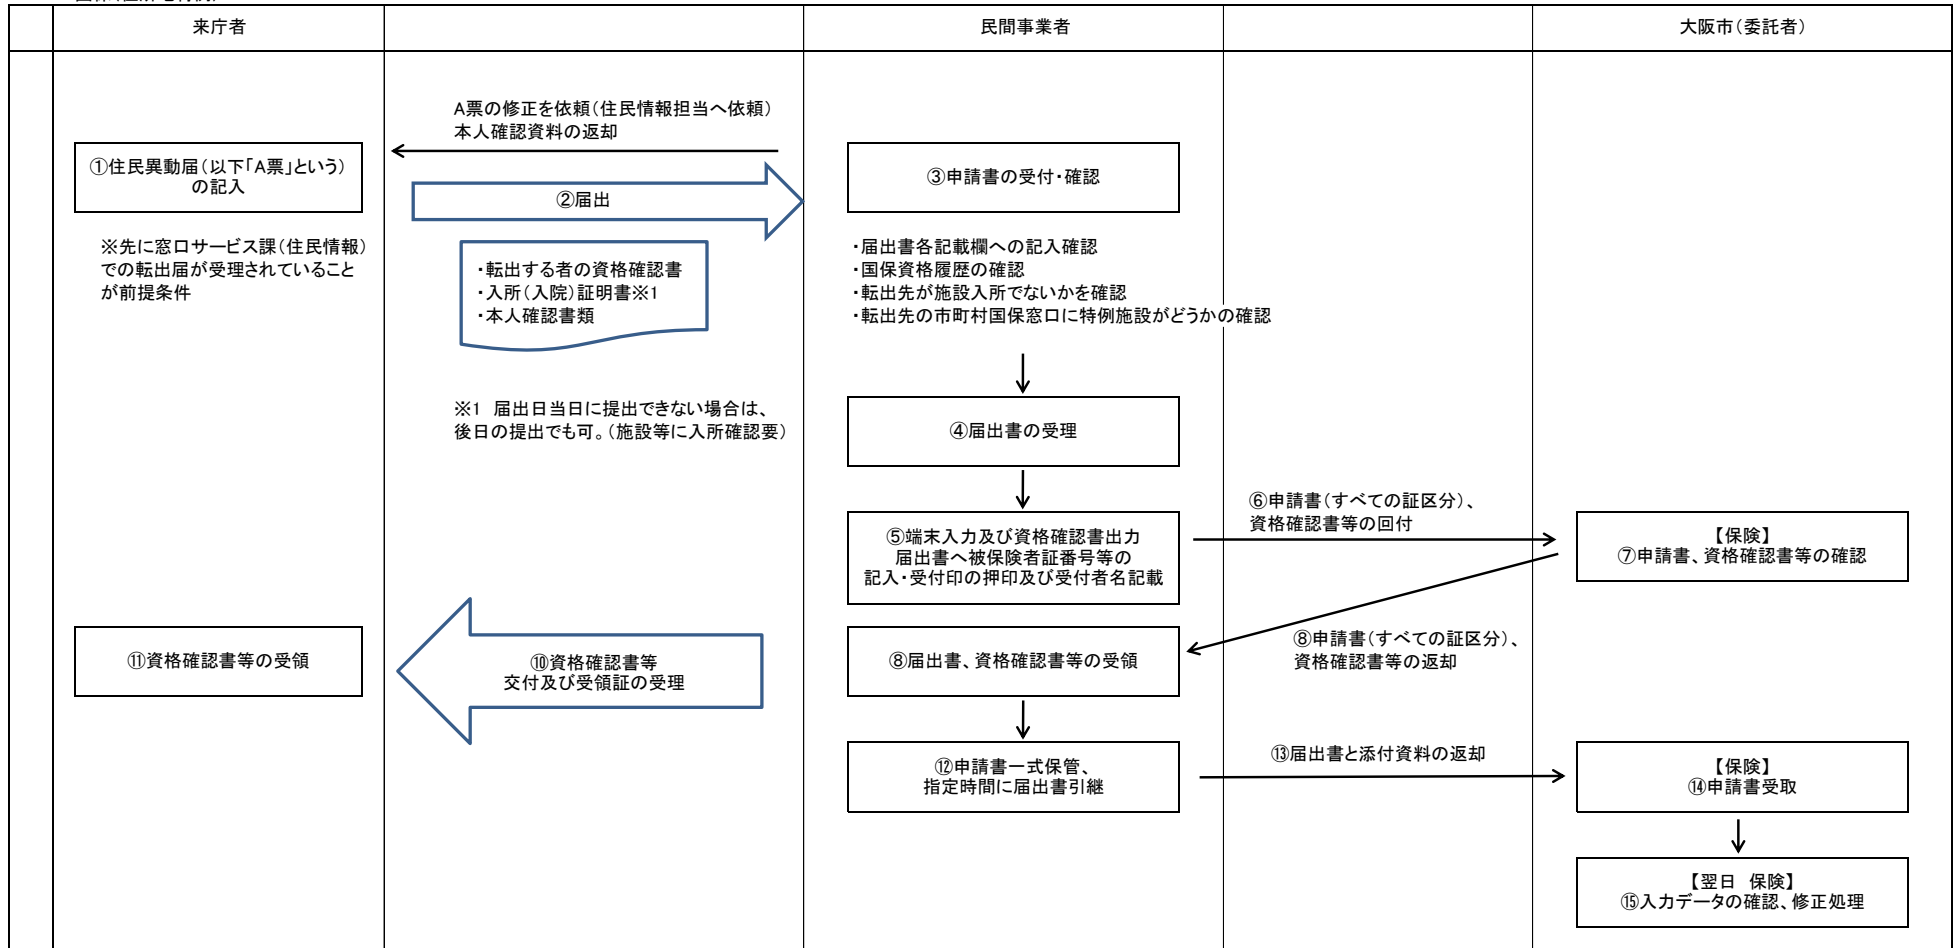 来庁者
民間事業者
大阪市（委託者）
A票の修正を依頼（住民情報担当へ依頼）
本人確認資料の返却
①住民異動届（以下「A票」という）
の記入
②届出
③申請書の受付・確認
※先に窓口サービス課（住民情報）
での転出届が受理されていること
が前提条件
・転出する者の資格確認書
・入所（入院）証明書※1
・本人確認書類
・届出書各記載欄への記入確認
・国保資格履歴の確認
・転出先が施設入所でないかを確認
・転出先の市町村国保窓口に特例施設がどうかの確認
※1　届出日当日に提出できない場合は、
後日の提出でも可。（施設等に入所確認要）
④届出書の受理
⑤端末入力及び資格確認書出力
届出書へ被保険者証番号等の
記入・受付印の押印及び受付者名記載
⑥申請書（すべての証区分）、
資格確認書等の回付
【保険】
⑦申請書、資格確認書等の確認
⑪資格確認書等の受領
⑩資格確認書等
交付及び受領証の受理
⑧届出書、資格確認書等の受領
⑧申請書（すべての証区分）、
資格確認書等の返却
⑫申請書一式保管、
指定時間に届出書引継
⑬届出書と添付資料の返却
【保険】
⑭申請書受取
【翌日　保険】
⑮入力データの確認、修正処理